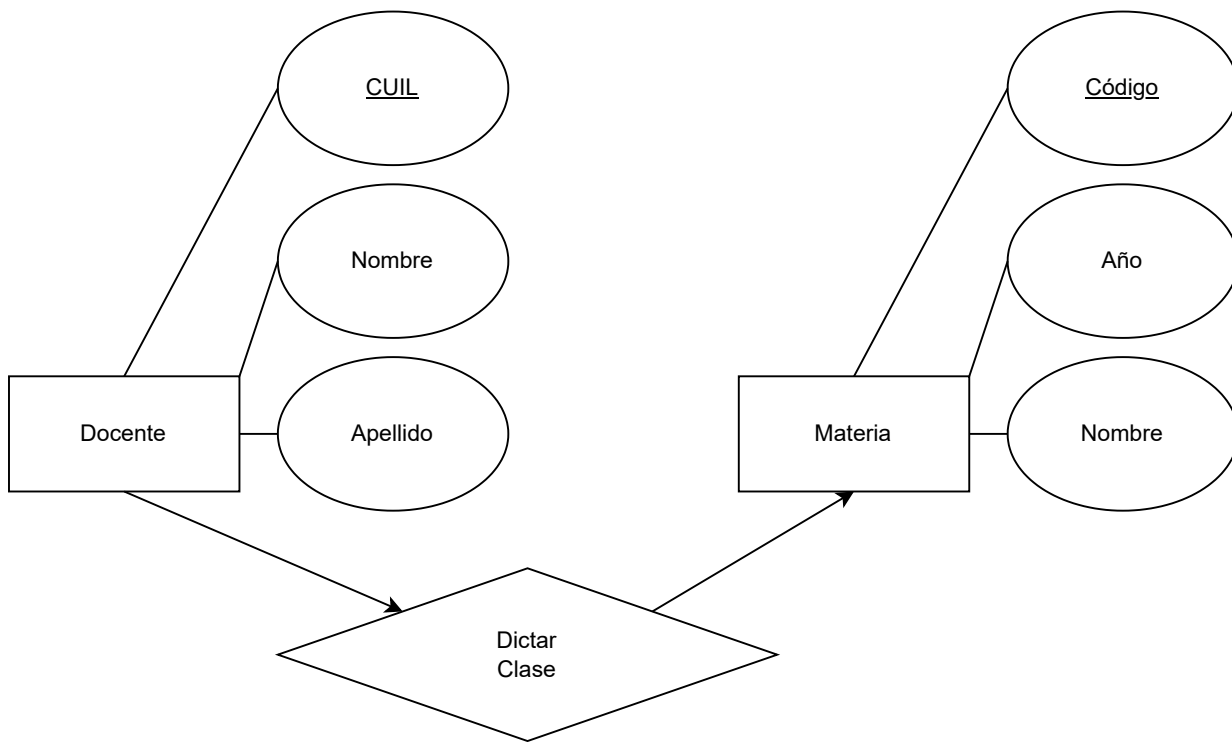 CUIL
Nombre
Apellido
Docente
Código
Año
Nombre
Materia
Dictar
Clase